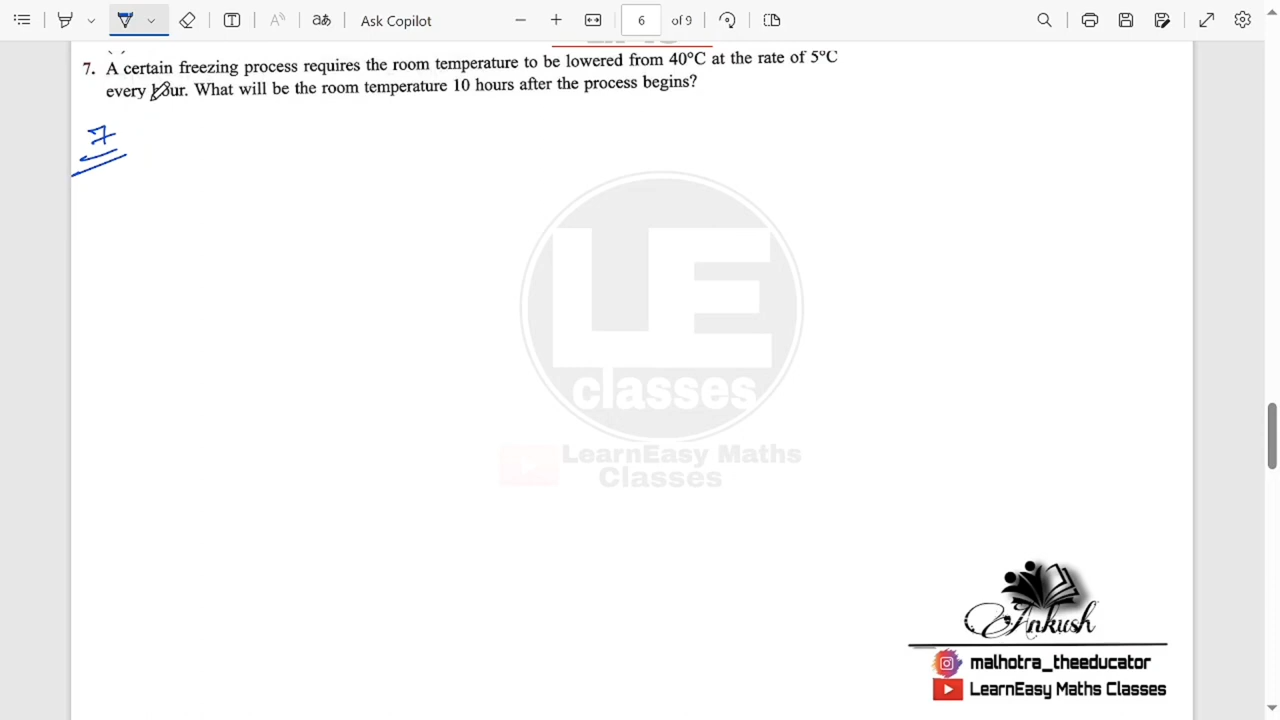 Ask Copilot
6 of 9
7. A certain freezing process requires the room temperature to be lowered from 40°C at the rate of 5°C
every hour. What will be the room temperature 10 hours after the process begins?
7
LE
classes
LearnEasy Maths
Classes
Ankush
malhotra_theeducator
LearnEasy Maths Classes